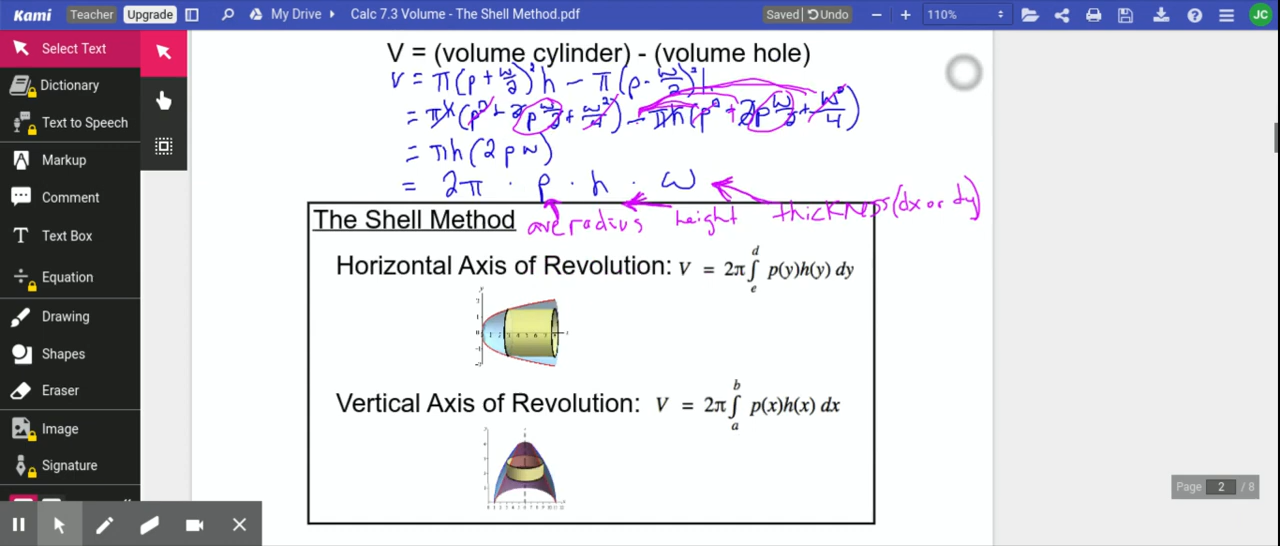 Kami
Teacher
Upgrade
My Drive
Calc 7.3 Volume - The Shell Method.pdf
Saved
Undo
110%
JC
Select Text
Dictionary
Text to Speech
Markup
Comment
Text Box
Equation
Drawing
Shapes
Eraser
Image
Signature
V = (volume cylinder) - (volume hole)
V = π(p + w/2)²h - π(p - w/2)²h
= πh(p² + 2p w/2 + w²/4) - πh(p² + 2p w/2 + w²/4)
= πh(2pw)
= 2π · p · h · w
ave radius
height
thickness (dx or dy)
The Shell Method
Horizontal Axis of Revolution: V = 2π∫ₑᵈ p(y)h(y) dy
Vertical Axis of Revolution: V = 2π∫ₐᵇ p(x)h(x) dx
Page 2 / 8